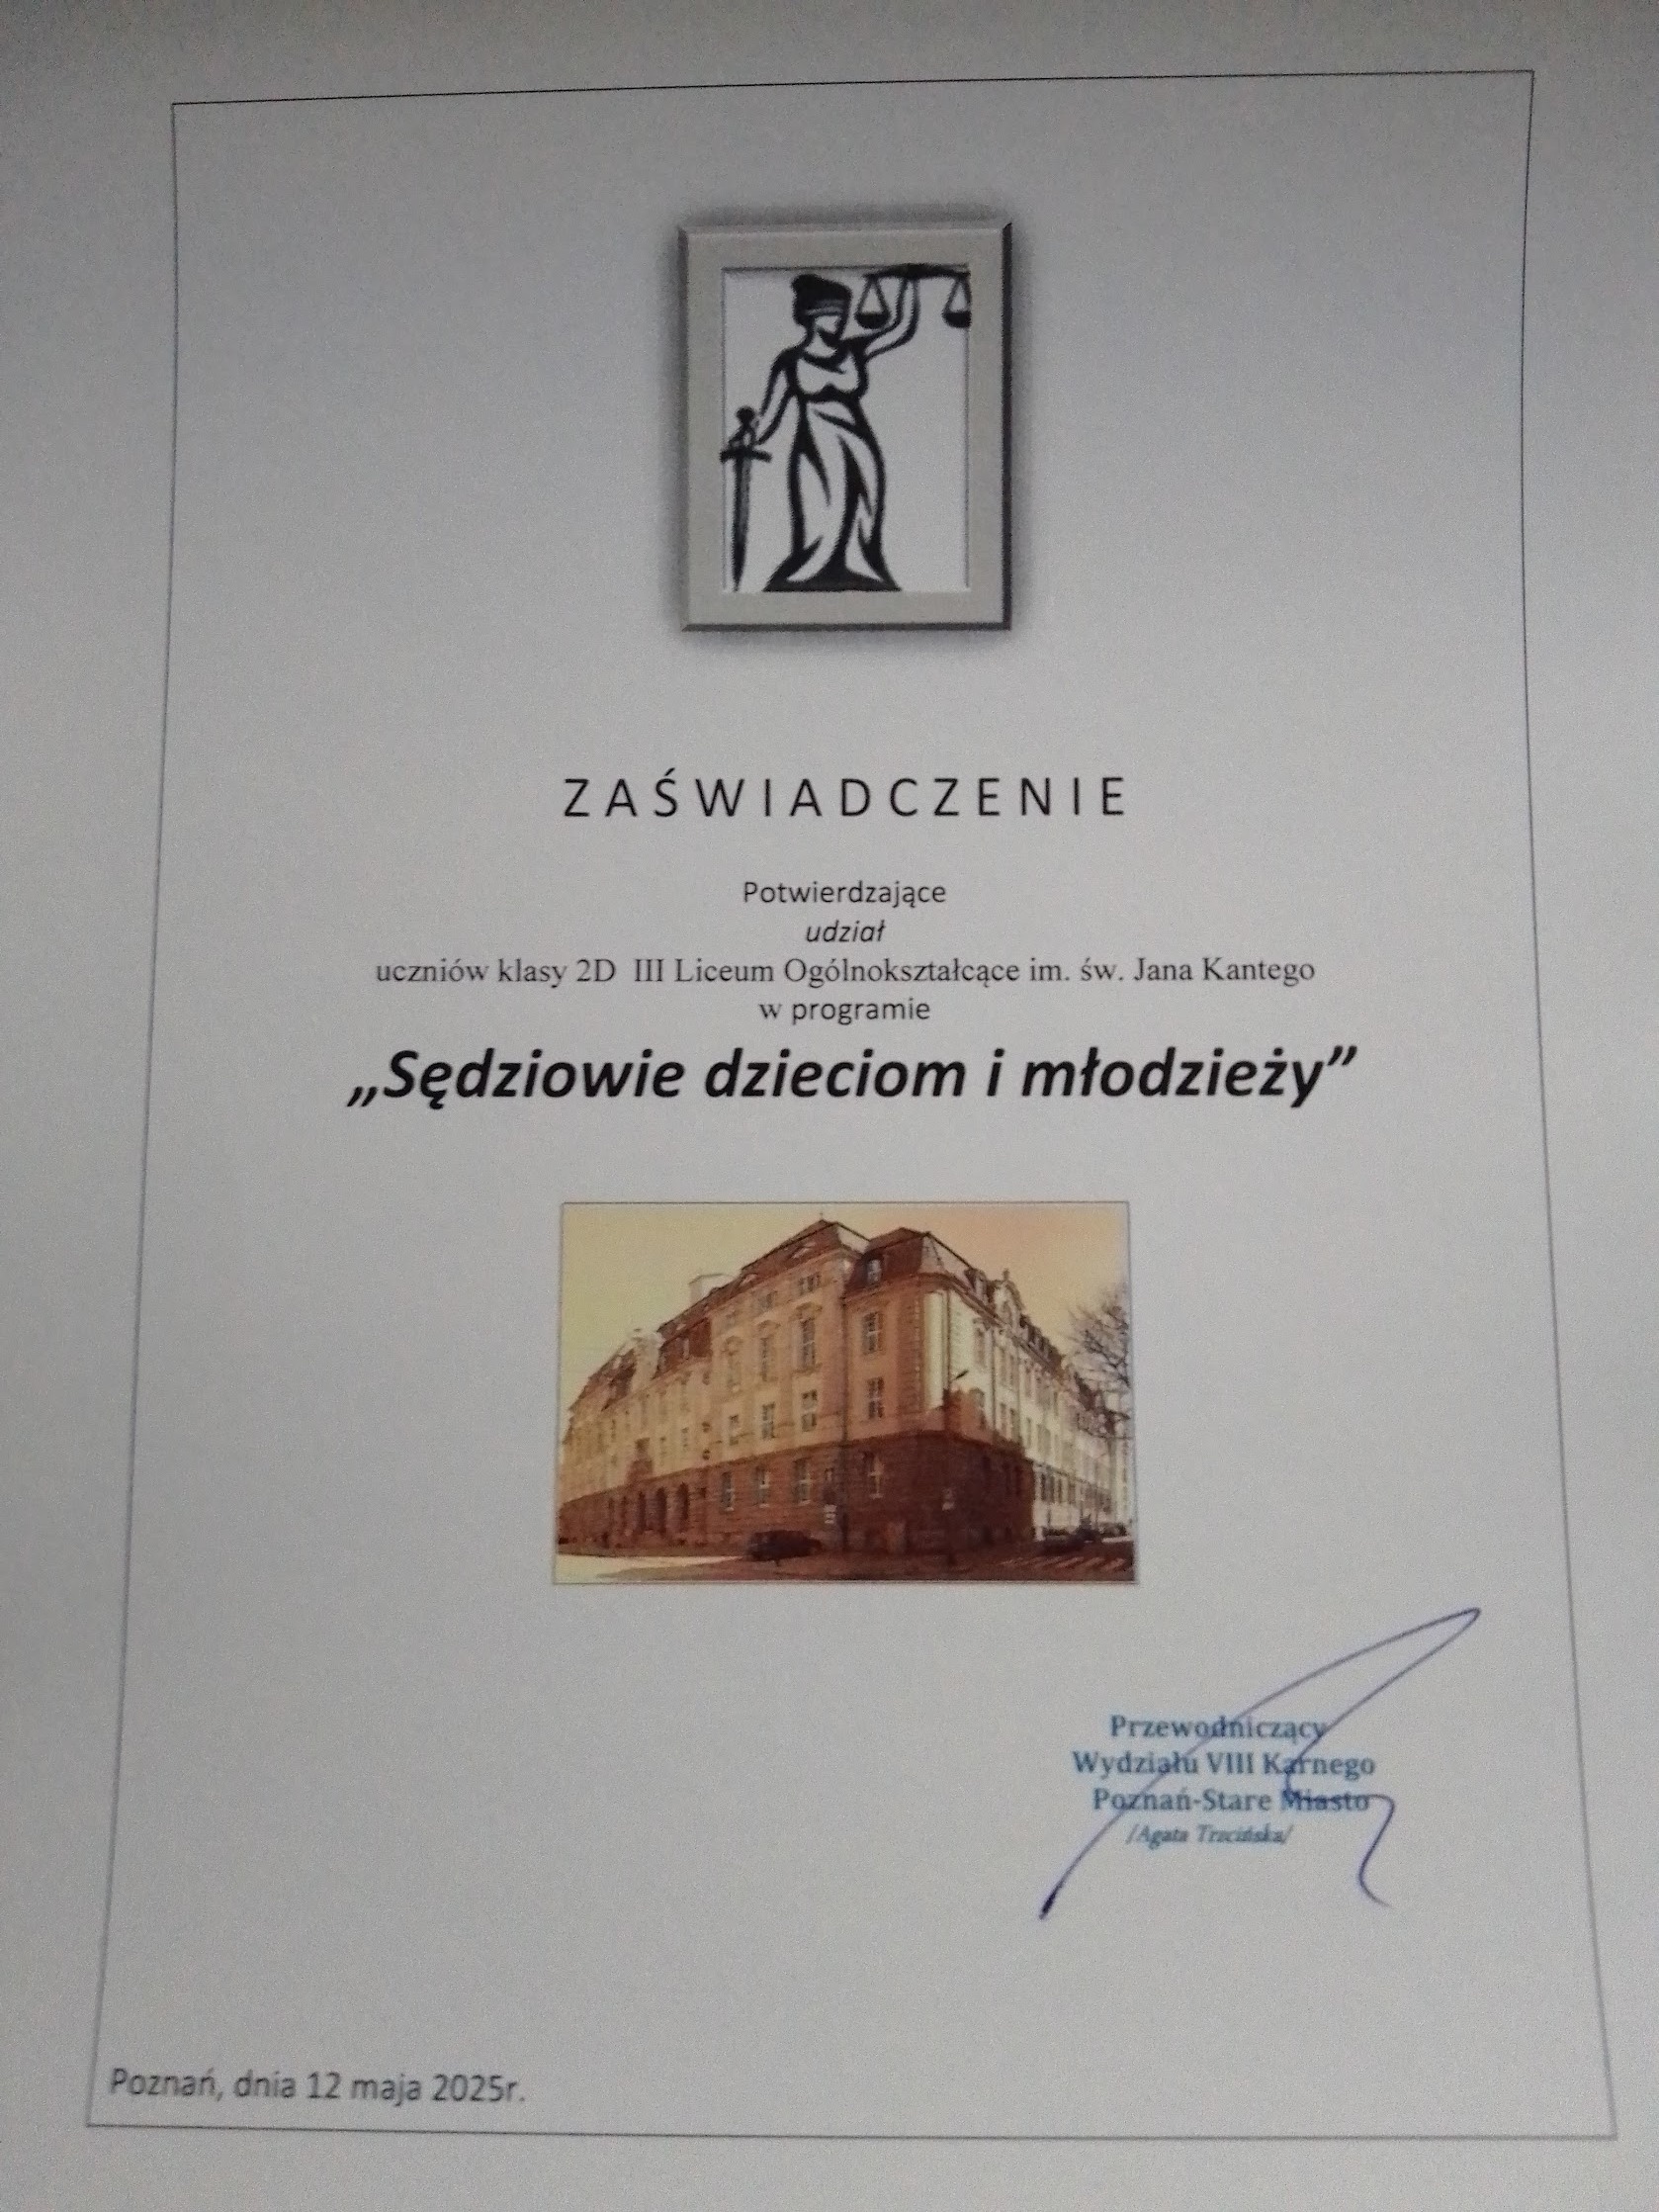 ZAŚWIADCZENIE
Potwierdzające
udział
uczniów klasy 2D III Liceum Ogólnokształcące im. św. Jana Kantego
w programie
„Sędziowie dzieciom i młodzieży”
Przewodniczący
Wydziału VIII Karnego
Poznań-Stare Miasto
/Agata Trzcińska/
Poznań, dnia 12 maja 2025r.